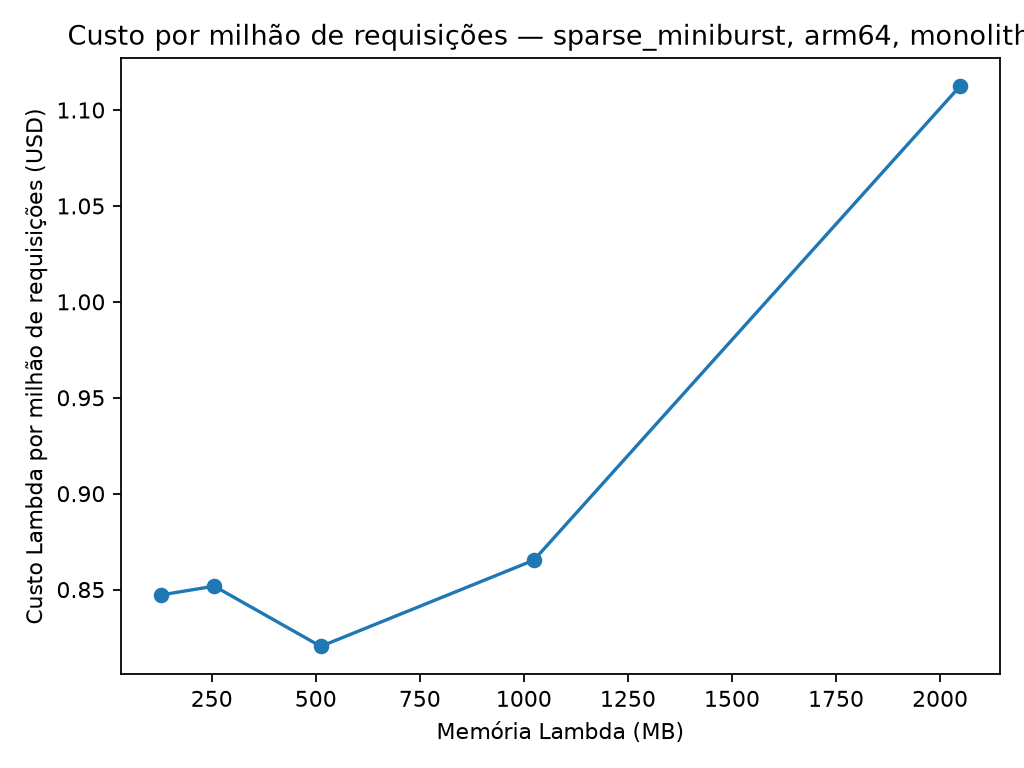 Custo por milhão de requisições — sparse_miniburst, arm64, monolith
Custo Lambda por milhão de requisições (USD)
1.10
1.05
1.00
0.95
0.90
0.85
250 500 750 1000 1250 1500 1750 2000
Memória Lambda (MB)